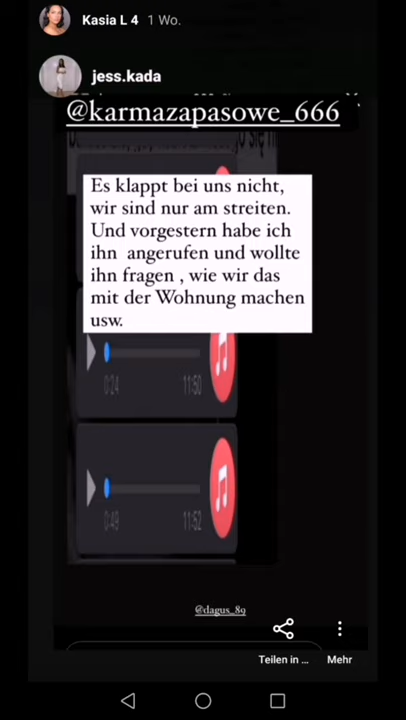 Kasia L 4 1 Wo.
jess.kada
@karmazapasowe_666
Es klappt bei uns nicht,
wir sind nur am streiten.
Und vorgestern habe ich
ihn angerufen und wollte
ihn fragen , wie wir das
mit der Wohnung machen
usw.
0:24 11:50
0:49 11:52
@dagus_89
Teilen in ... Mehr